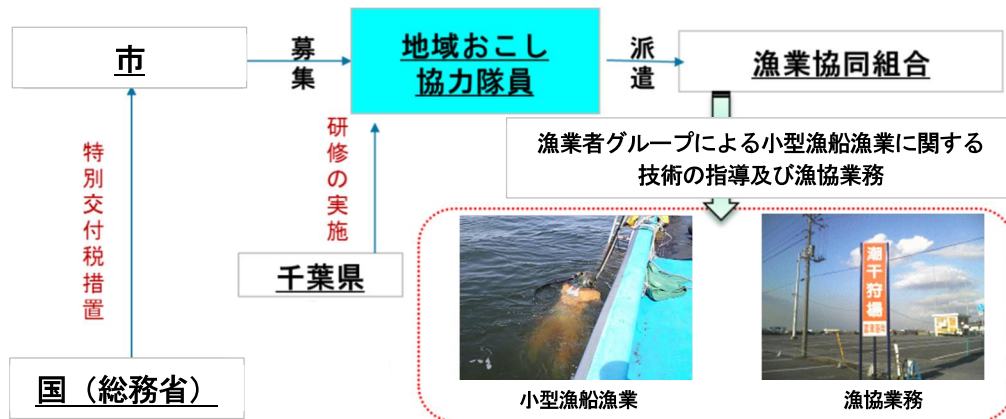 市
募集
地域おこし
協力隊員
派遣
漁業協同組合
特別交付税措置
研修の実施
漁業者グループによる小型漁船漁業に関する
技術の指導及び漁協業務
千葉県
潮干狩場
国（総務省）
小型漁船漁業
漁協業務